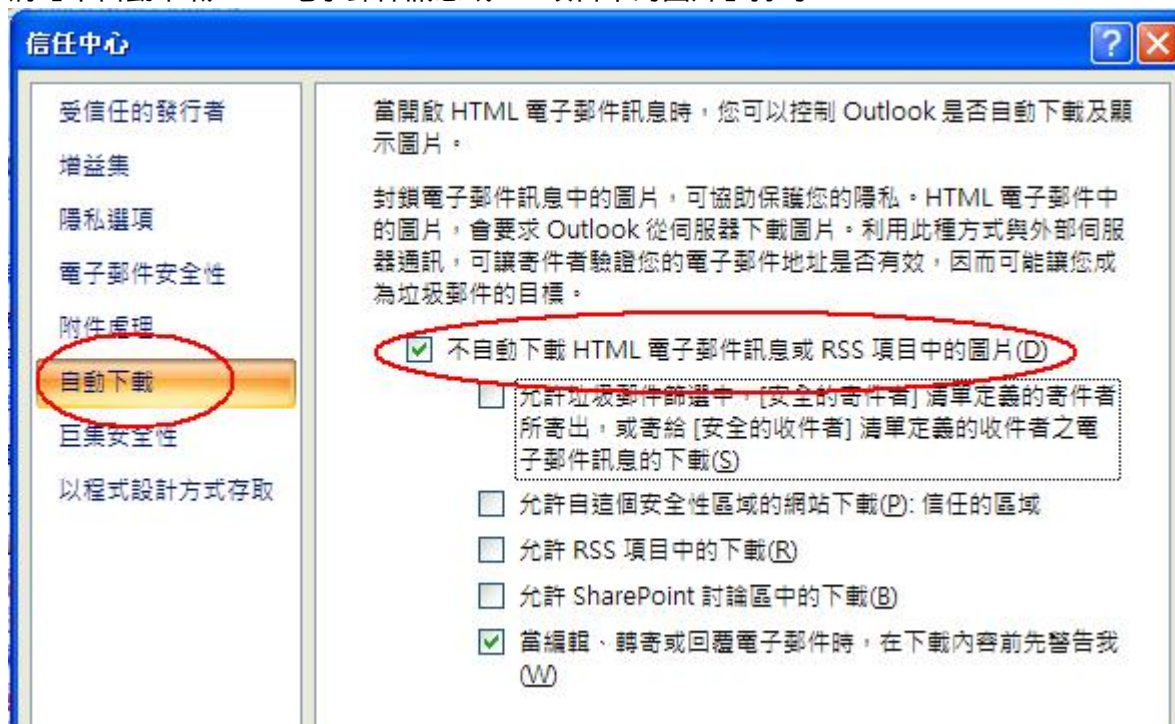 信任中心
受信任的發行者
增益集
隱私選項
電子郵件安全性
附件處理
自動下載
巨集安全性
以程式設計方式存取
當開啟 HTML 電子郵件訊息時，您可以控制 Outlook 是否自動下載及顯
示圖片。
封鎖電子郵件訊息中的圖片，可協助保護您的隱私。HTML 電子郵件中
的圖片，會要求 Outlook 從伺服器下載圖片。利用此種方式與外部伺服
器通訊，可讓寄件者驗證您的電子郵件地址是否有效，因而可能讓您成
為垃圾郵件的目標。
不自動下載 HTML 電子郵件訊息或 RSS 項目中的圖片(D)
允許垃圾郵件篩選中，[安全的寄件者] 清單定義的寄件者
所寄出，或寄給 [安全的收件者] 清單定義的收件者之電
子郵件訊息的下載(S)
允許自這個安全性區域的網站下載(P): 信任的區域
允許 RSS 項目中的下載(R)
允許 SharePoint 討論區中的下載(B)
當編輯、轉寄或回覆電子郵件時，在下載內容前先警告我
(W)